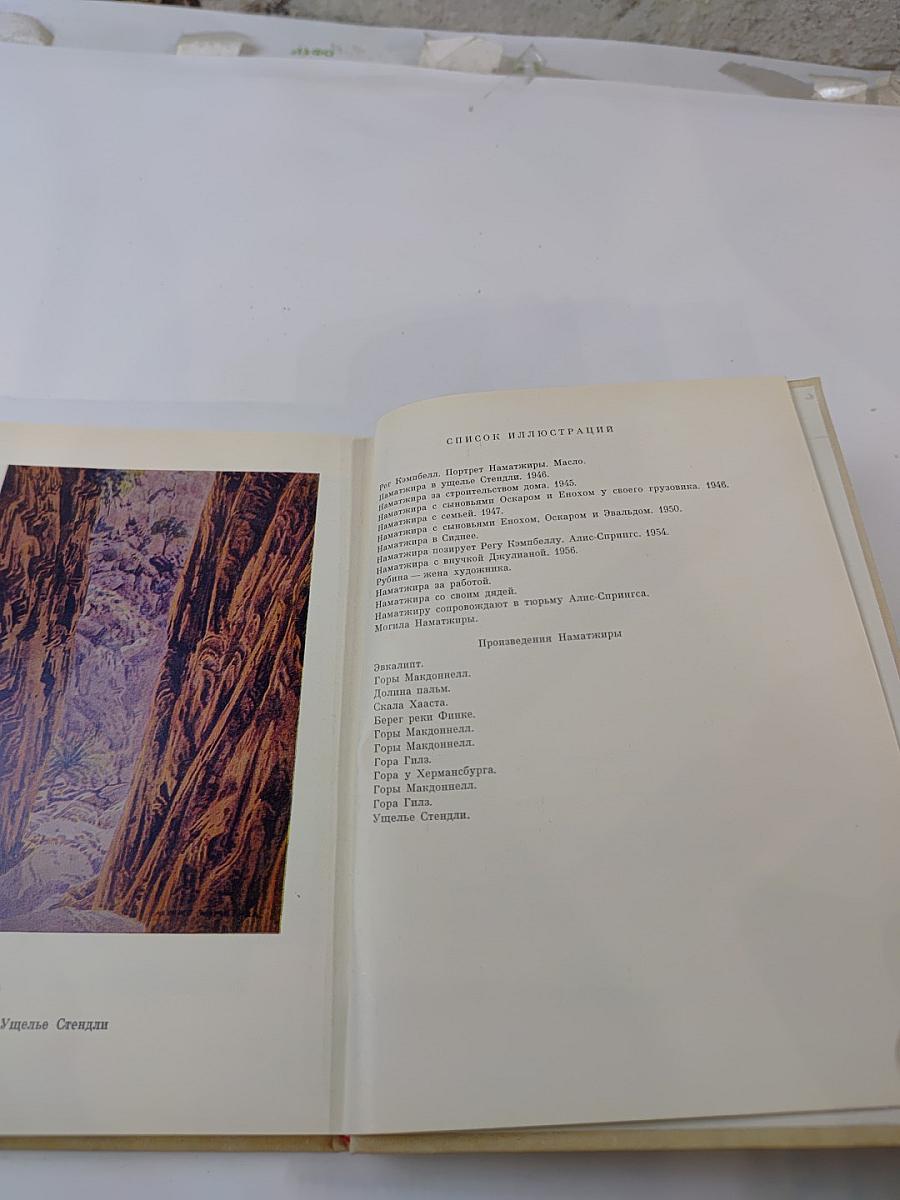 Ущелье Стендли
СПИСОК ИЛЛЮСТРАЦИЙ
Рег Кэмпбелл. Портрет Наматжиры. Масло.
Наматжира в ущелье Стендли. 1946.
Наматжира за строительством дома. 1945.
Наматжира с сыновьями Оскаром и Енохом у своего грузовика. 1946.
Наматжира с семьей. 1947.
Наматжира с сыновьями Енохом, Оскаром и Эвальдом. 1950.
Наматжира в Сиднее.
Наматжира позирует Регу Кэмпбеллу. Алис-Спрингс. 1954.
Наматжира с внучкой Джулианой. 1956.
Рубина — жена художника.
Наматжира за работой.
Наматжира со своим дядей.
Наматжиру сопровождают в тюрьму Алис-Спрингса.
Могила Наматжиры.
Произведения Наматжиры
Эвкалипт.
Горы Макдоннелл.
Долина пальм.
Скала Хааста.
Берег реки Финке.
Горы Макдоннелл.
Горы Макдоннелл.
Гора Гилз.
Гора у Хермансбурга.
Горы Макдоннелл.
Гора Гилз.
Ущелье Стендли.